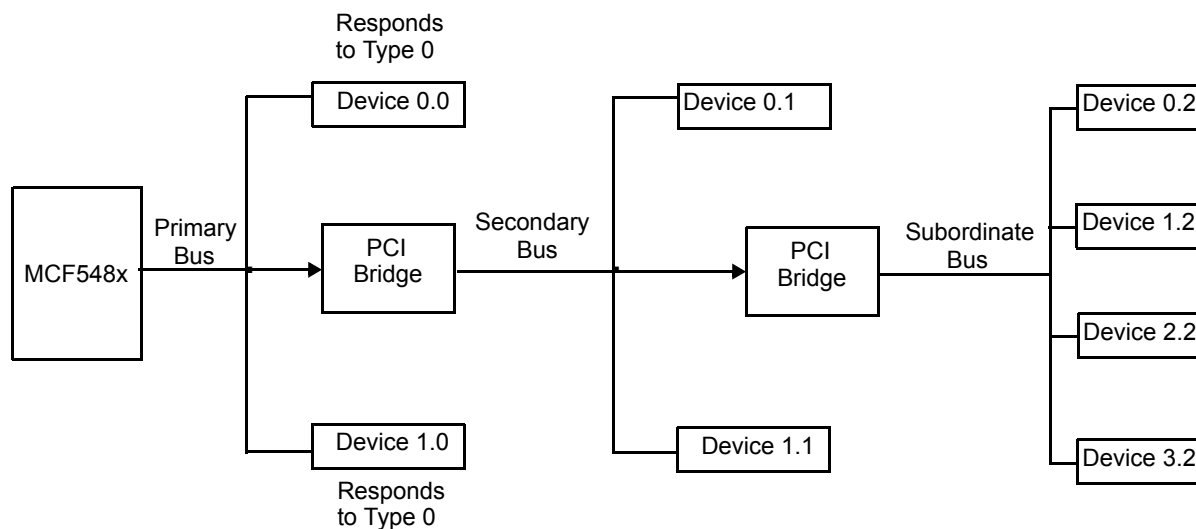 Responds
to Type 0
Device 0.0
Device 0.1
Device 0.2
MCF548x
Primary
Bus
PCI
Bridge
Secondary
Bus
PCI
Bridge
Subordinate
Bus
Device 1.2
Device 2.2
Device 1.0
Device 1.1
Device 3.2
Responds
to Type 0